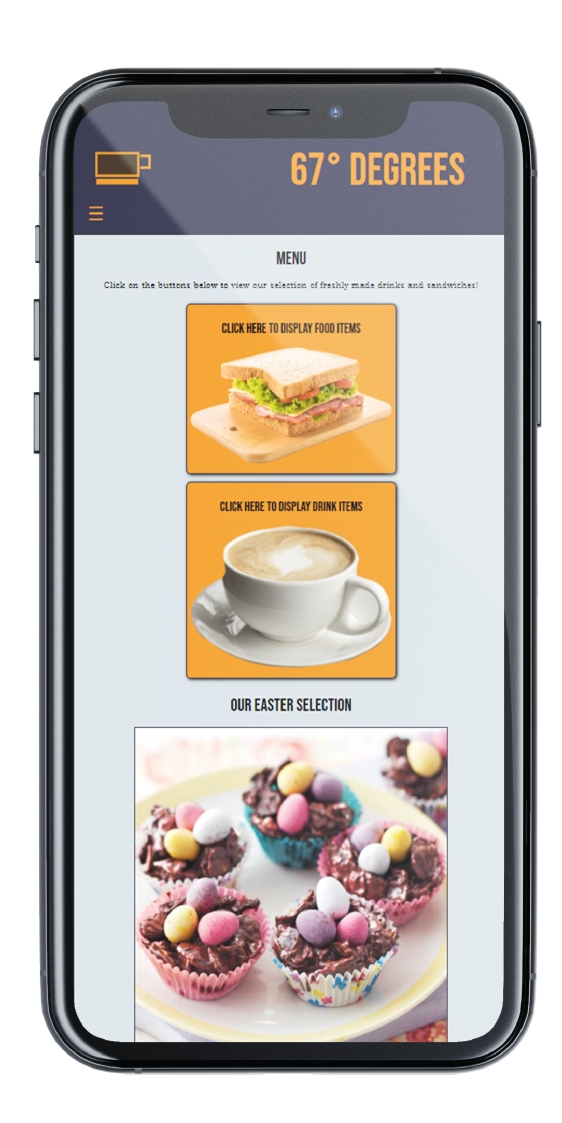 67° DEGREES
MENU
Click on the buttons below to view our selection of freshly made drinks and sandwiches!
CLICK HERE TO DISPLAY FOOD ITEMS
CLICK HERE TO DISPLAY DRINK ITEMS
OUR EASTER SELECTION